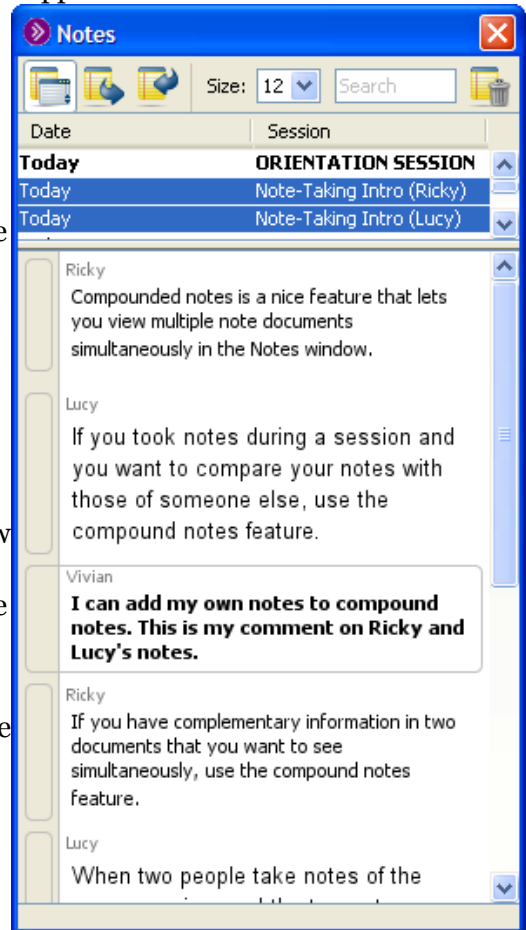 Notes
Size: 12 Search
Date Session
Today ORIENTATION SESSION
Today Note-Taking Intro (Ricky)
Today Note-Taking Intro (Lucy)
Ricky
Compounded notes is a nice feature that lets
you view multiple note documents
simultaneously in the Notes window.
Lucy
If you took notes during a session and
you want to compare your notes with
those of someone else, use the
compound notes feature.
Vivian
I can add my own notes to compound
notes. This is my comment on Ricky and
Lucy's notes.
Ricky
If you have complementary information in two
documents that you want to see
simultaneously, use the compound notes
feature.
Lucy
When two people take notes of the